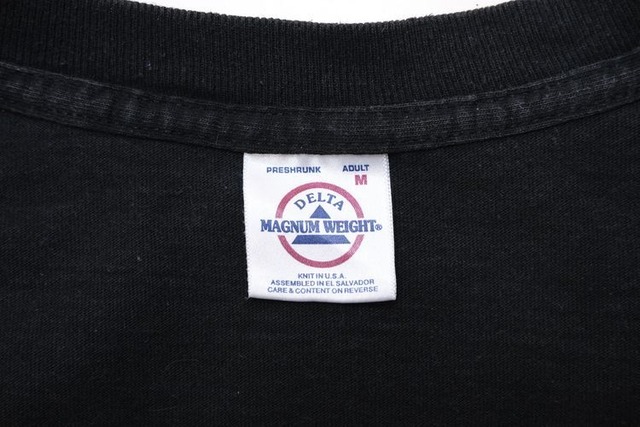 PRESHRUNK ADULT
M
DELTA
MAGNUM WEIGHT®
KNIT IN U.S.A.
ASSEMBLED IN EL SALVADOR
CARE & CONTENT ON REVERSE